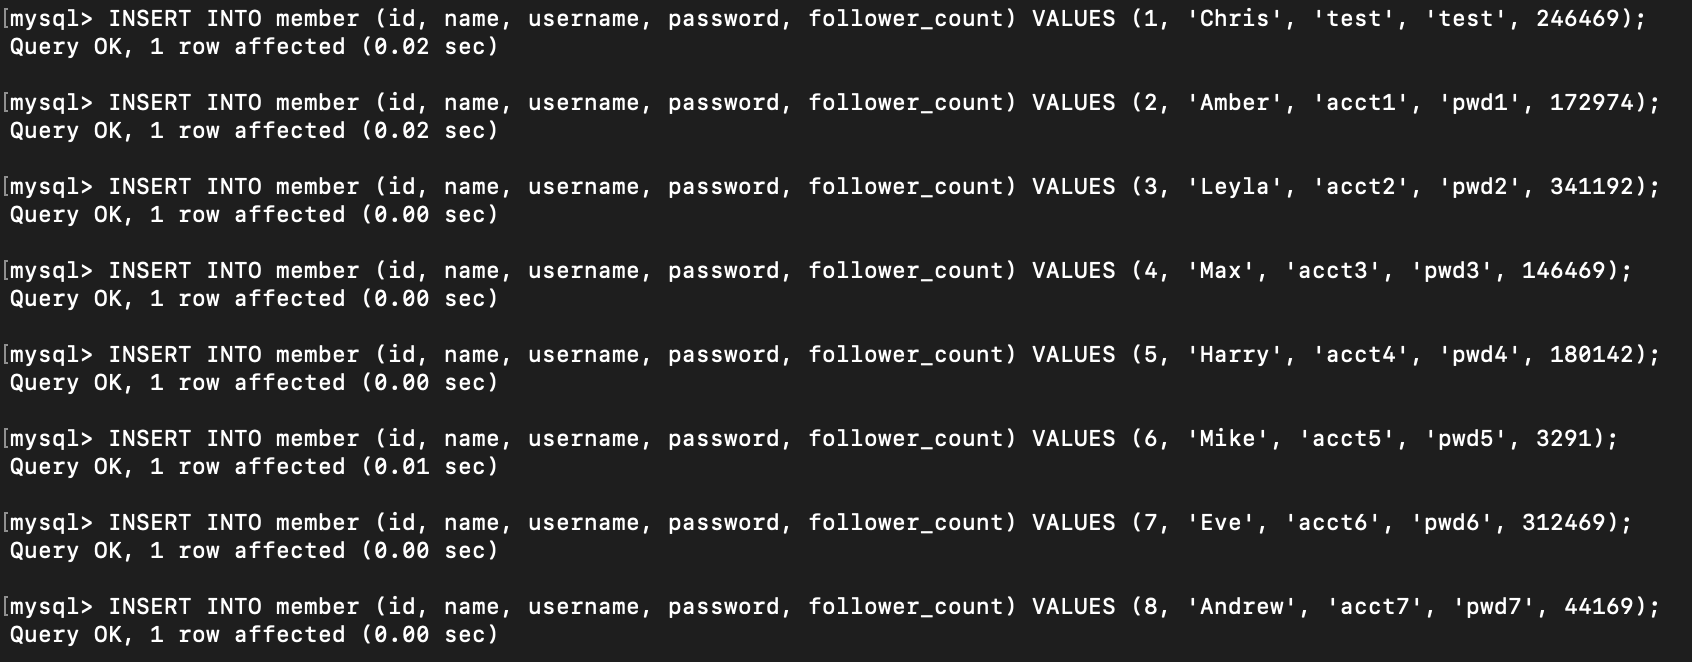 [mysql> INSERT INTO member (id, name, username, password, follower_count) VALUES (1, 'Chris', 'test', 'test', 246469);
Query OK, 1 row affected (0.02 sec)
[mysql> INSERT INTO member (id, name, username, password, follower_count) VALUES (2, 'Amber', 'acct1', 'pwd1', 172974);
Query OK, 1 row affected (0.02 sec)
[mysql> INSERT INTO member (id, name, username, password, follower_count) VALUES (3, 'Leyla', 'acct2', 'pwd2', 341192);
Query OK, 1 row affected (0.00 sec)
[mysql> INSERT INTO member (id, name, username, password, follower_count) VALUES (4, 'Max', 'acct3', 'pwd3', 146469);
Query OK, 1 row affected (0.00 sec)
[mysql> INSERT INTO member (id, name, username, password, follower_count) VALUES (5, 'Harry', 'acct4', 'pwd4', 180142);
Query OK, 1 row affected (0.00 sec)
[mysql> INSERT INTO member (id, name, username, password, follower_count) VALUES (6, 'Mike', 'acct5', 'pwd5', 3291);
Query OK, 1 row affected (0.01 sec)
[mysql> INSERT INTO member (id, name, username, password, follower_count) VALUES (7, 'Eve', 'acct6', 'pwd6', 312469);
Query OK, 1 row affected (0.00 sec)
[mysql> INSERT INTO member (id, name, username, password, follower_count) VALUES (8, 'Andrew', 'acct7', 'pwd7', 44169);
Query OK, 1 row affected (0.00 sec)